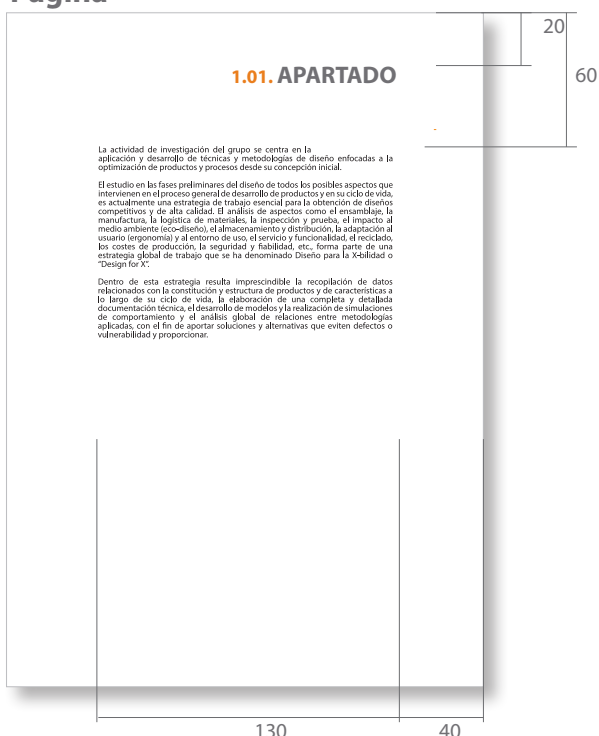 Página
20
60
1.01. APARTADO
La actividad de investigación del grupo se centra en la
aplicación y desarrollo de técnicas y metodologías de diseño enfocadas a la
optimización de productos y procesos desde su concepción inicial.
El estudio en las fases preliminares del diseño de todos los posibles aspectos que
intervienen en el proceso general de desarrollo de productos y en su ciclo de vida,
es actualmente una estrategia de trabajo esencial para la obtención de diseños
competitivos y de alta calidad. El análisis de aspectos como el ensamblaje, la
manufactura, la logística de materiales, la inspección y prueba, el impacto al
medio ambiente (eco-diseño), el almacenamiento y distribución, la adaptación al
usuario (ergonomía) y al entorno de uso, el servicio y funcionalidad, el reciclado,
los costes de producción, la seguridad y fiabilidad, etc., forma parte de una
estrategia global de trabajo que se ha denominado Diseño para la X-bilidad o
"Design for X".
Dentro de esta estrategia resulta imprescindible la recopilación de datos
relacionados con la constitución y estructura de productos y de características a
lo largo de su ciclo de vida, la elaboración de una completa y detallada
documentación técnica, el desarrollo de modelos y la realización de simulaciones
de comportamiento y el análisis global de relaciones entre metodologías
aplicadas, con el fin de aportar soluciones y alternativas que eviten defectos o
vulnerabilidad y proporcionar.
130
40